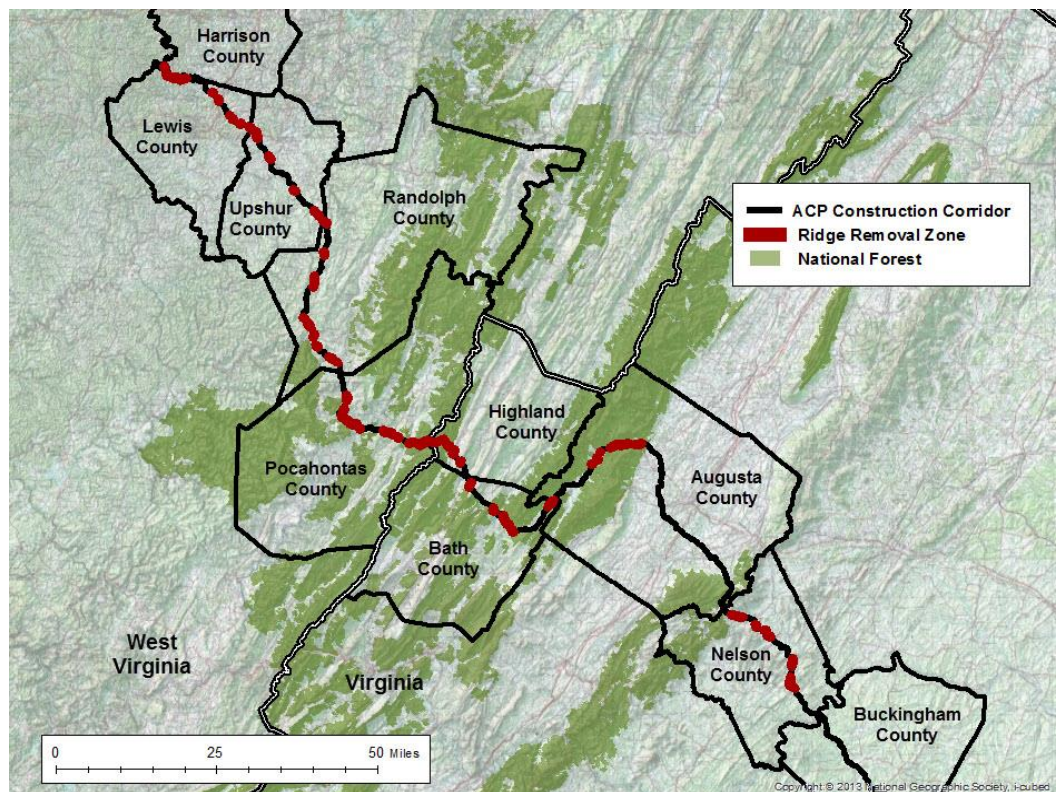 Harrison
County
Lewis
County
Upshur
County
Randolph
County
ACP Construction Corridor
Ridge Removal Zone
National Forest
Highland
County
Pocahontas
County
Augusta
County
Bath
County
West
Virginia
Virginia
Nelson
County
Buckingham
County
0 25 50 Miles
Copyright © 2013 National Geographic Society, i-cubed